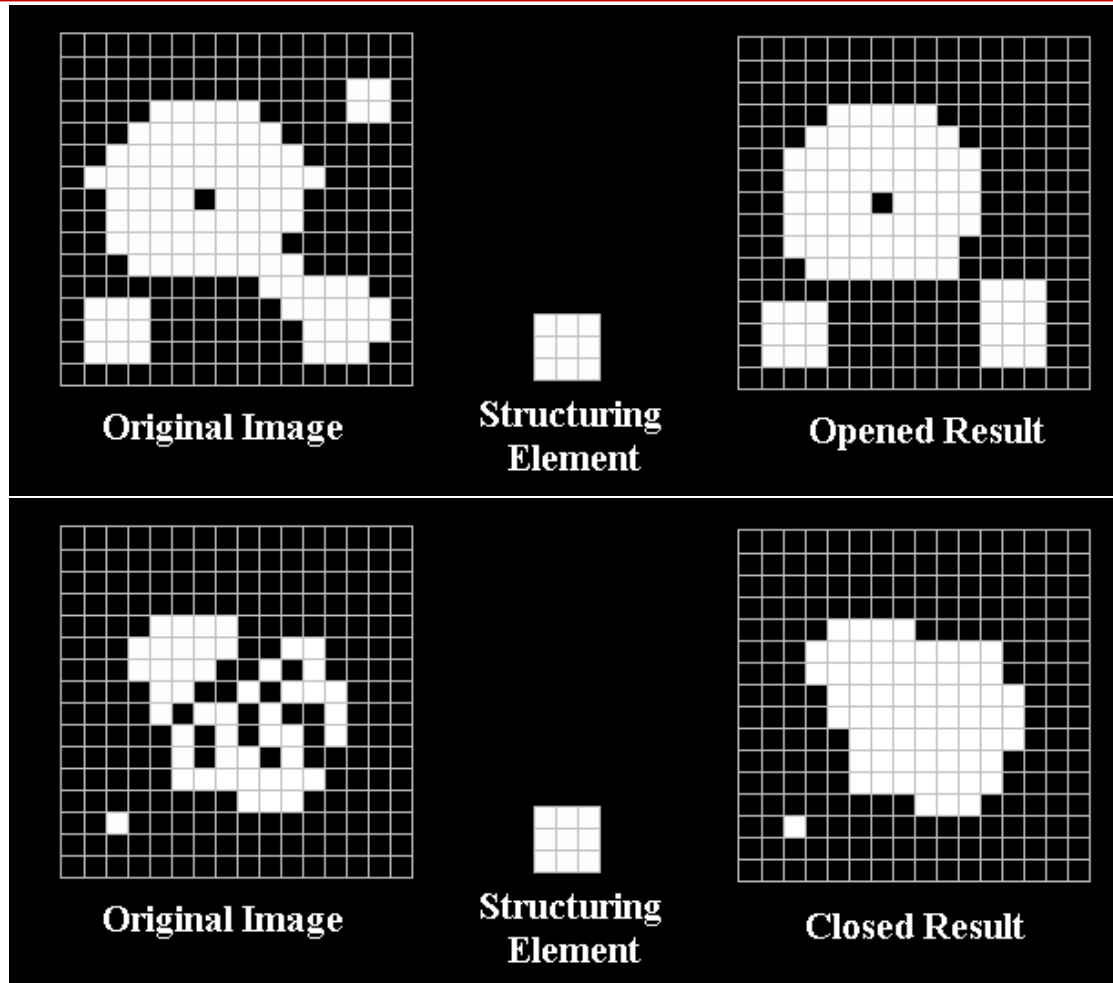 Original Image
Structuring
Element
Opened Result
Original Image
Structuring
Element
Closed Result